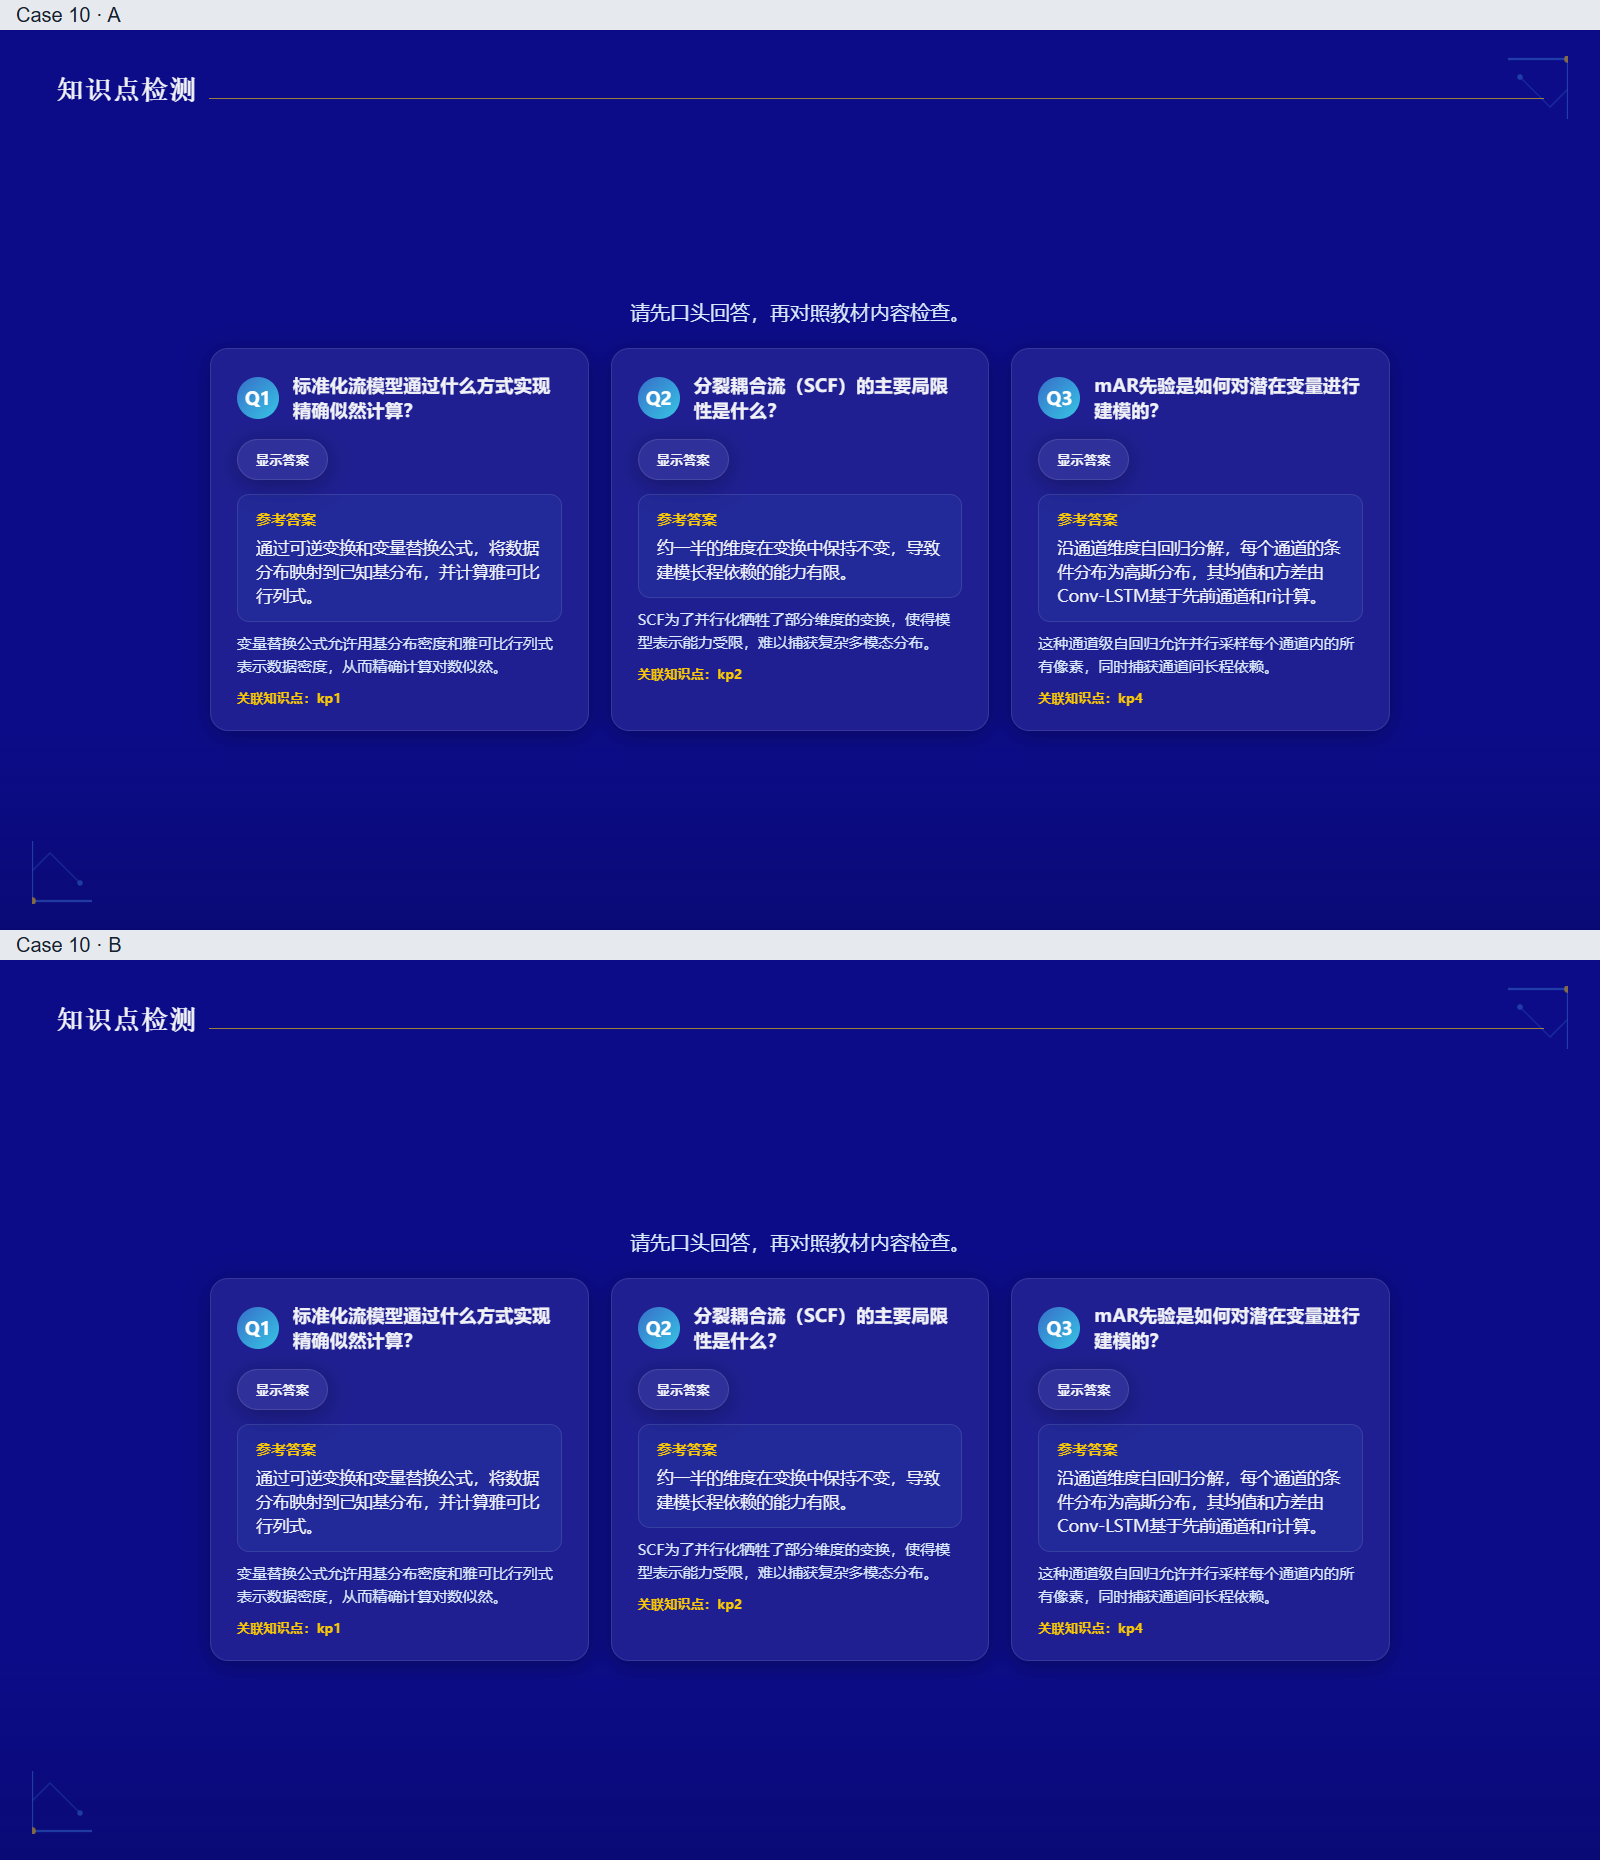 Case 10 · A
知识点检测
请先口头回答，再对照教材内容检查。
Q1
标准化流模型通过什么方式实现
精确似然计算？
显示答案
参考答案
通过可逆变换和变量替换公式，将数据
分布映射到已知基分布，并计算雅可比
行列式。
变量替换公式允许用基分布密度和雅可比行列式
表示数据密度，从而精确计算对数似然。
关联知识点：kp1
Q2
分裂耦合流（SCF）的主要局限
性是什么？
显示答案
参考答案
约一半的维度在变换中保持不变，导致
建模长程依赖的能力有限。
SCF为了并行化牺牲了部分维度的变换，使得模
型表示能力受限，难以捕获复杂多模态分布。
关联知识点：kp2
Q3
mAR先验是如何对潜在变量进行
建模的？
显示答案
参考答案
沿通道维度自回归分解，每个通道的条
件分布为高斯分布，其均值和方差由
Conv-LSTM基于先前通道和ri计算。
这种通道级自回归允许并行采样每个通道内的所
有像素，同时捕获通道间长程依赖。
关联知识点：kp4
Case 10 · B
知识点检测
请先口头回答，再对照教材内容检查。
Q1
标准化流模型通过什么方式实现
精确似然计算？
显示答案
参考答案
通过可逆变换和变量替换公式，将数据
分布映射到已知基分布，并计算雅可比
行列式。
变量替换公式允许用基分布密度和雅可比行列式
表示数据密度，从而精确计算对数似然。
关联知识点：kp1
Q2
分裂耦合流（SCF）的主要局限
性是什么？
显示答案
参考答案
约一半的维度在变换中保持不变，导致
建模长程依赖的能力有限。
SCF为了并行化牺牲了部分维度的变换，使得模
型表示能力受限，难以捕获复杂多模态分布。
关联知识点：kp2
Q3
mAR先验是如何对潜在变量进行
建模的？
显示答案
参考答案
沿通道维度自回归分解，每个通道的条
件分布为高斯分布，其均值和方差由
Conv-LSTM基于先前通道和ri计算。
这种通道级自回归允许并行采样每个通道内的所
有像素，同时捕获通道间长程依赖。
关联知识点：kp4